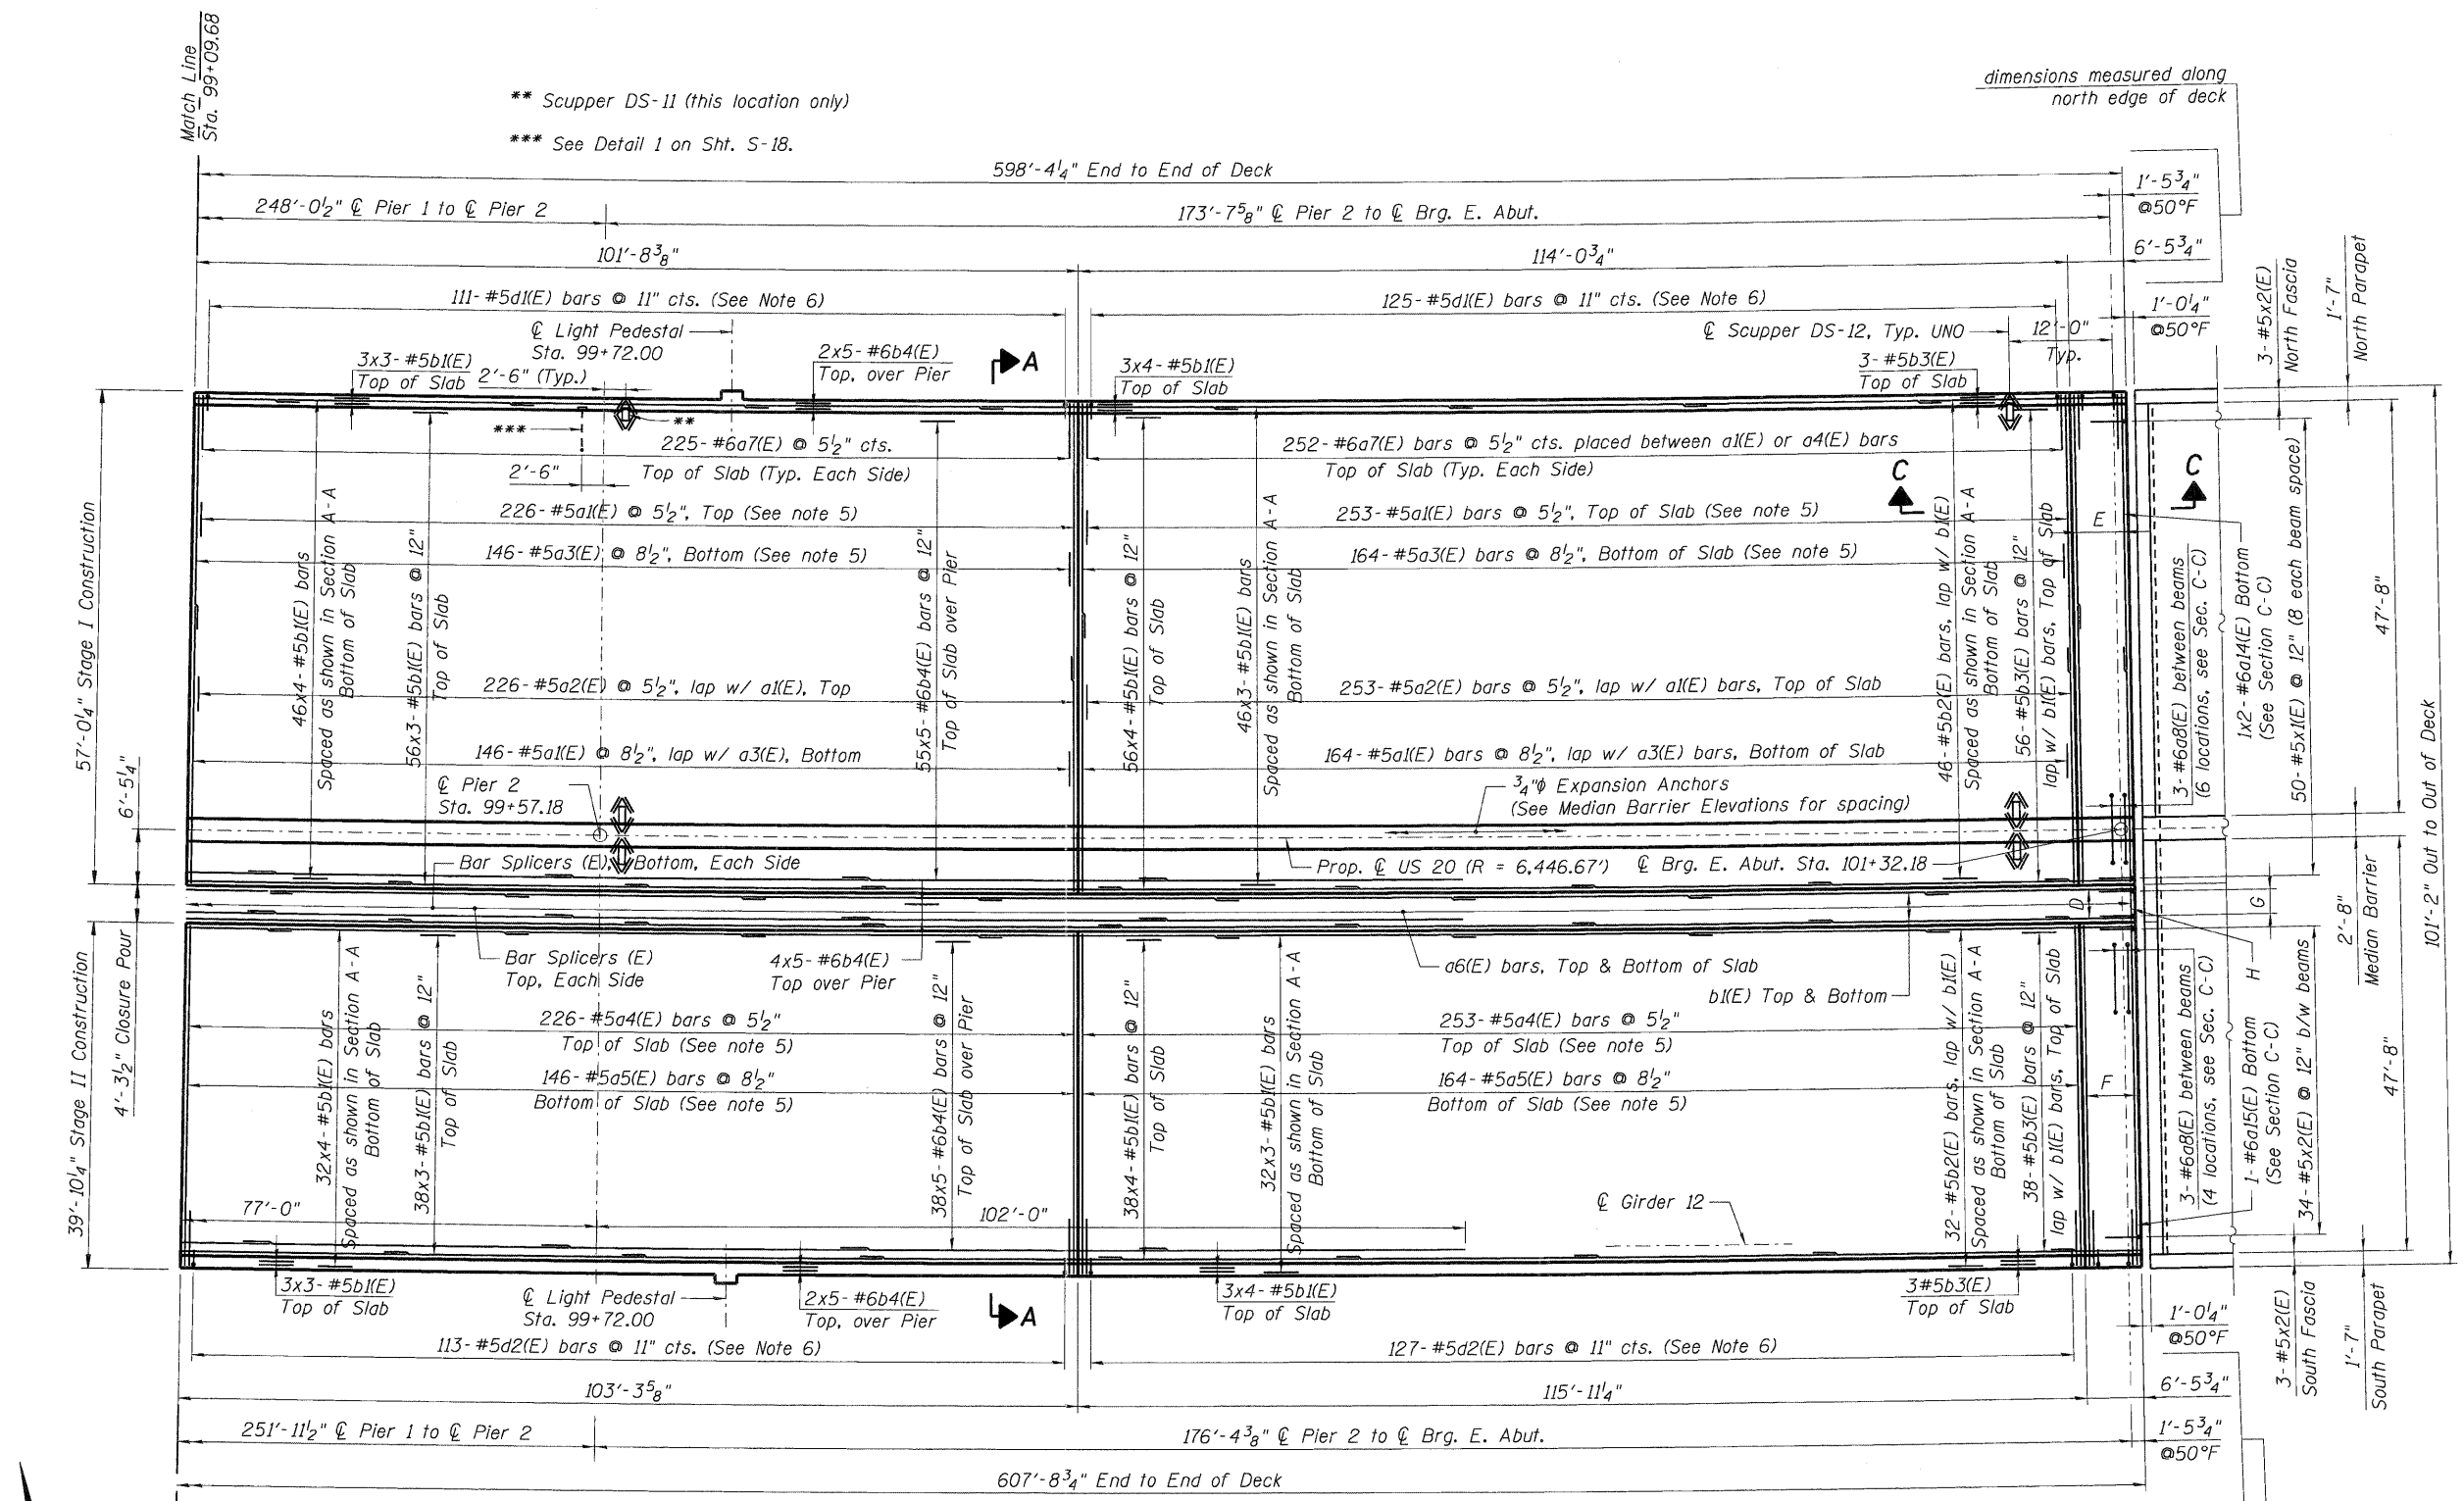 Match Line
Sta. 99+09.68
** Scupper DS-11 (this location only)
*** See Detail 1 on Sht. S-18.
dimensions measured along
north edge of deck
598'-4¼" End to End of Deck
248'-0½" ℄ Pier 1 to ℄ Pier 2
173'-7⅝" ℄ Pier 2 to ℄ Brg. E. Abut.
1'-5¾"
@50°F
101'-8⅜"
114'-0¾"
6'-5¾"
111- #5d1(E) bars @ 11" cts. (See Note 6)
125- #5d1(E) bars @ 11" cts. (See Note 6)
1'-0¼"
@50°F
3- #5x2(E)
North Fascia
1'-7"
North Parapet
℄ Light Pedestal
Sta. 99+72.00
℄ Scupper DS-12, Typ. UNO
12'-0"
Typ.
3x3- #5b1(E)
Top of Slab
2'-6" (Typ.)
2x5- #6b4(E)
Top, over Pier
A
3x4- #5b1(E)
Top of Slab
3- #5b3(E)
Top of Slab
***
**
225- #6a7(E) @ 5½" cts.
Top of Slab (Typ. Each Side)
2'-6"
252- #6a7(E) bars @ 5½" cts. placed between a1(E) or a4(E) bars
Top of Slab (Typ. Each Side)
C
C
226- #5a1(E) @ 5½", Top (See note 5)
253- #5a1(E) bars @ 5½", Top of Slab (See note 5)
E
146- #5a3(E) @ 8½", Bottom (See note 5)
164- #5a3(E) bars @ 8½", Bottom of Slab (See note 5)
57'-0¼" Stage I Construction
46x4- #5b1(E) bars
Spaced as shown in Section A-A
Bottom of Slab
56x3- #5b1(E) bars @ 12"
Top of Slab
55x5- #6b4(E) bars @ 12"
Top of Slab over Pier
56x4- #5b1(E) bars @ 12"
Top of Slab
46x3- #5b1(E) bars
Spaced as shown in Section A-A
Bottom of Slab
46- #5b2(E) bars, lap w/ b1(E)
Spaced as shown in Section A-A
Bottom of Slab
56- #5b3(E) bars @ 12"
lap w/ b1(E) bars, Top of Slab
3- #6a8(E) between beams
(6 locations, see Sec. C-C)
1x2- #6a14(E) Bottom
(See Section C-C)
50- #5x1(E) @ 12" (8 each beam space)
47'-8"
101'-2" Out to Out of Deck
226- #5a2(E) @ 5½", lap w/ a1(E), Top
253- #5a2(E) bars @ 5½", lap w/ a1(E) bars, Top of Slab
146- #5a1(E) @ 8½", lap w/ a3(E), Bottom
164- #5a1(E) bars @ 8½", lap w/ a3(E) bars, Bottom of Slab
6'-5¼"
℄ Pier 2
Sta. 99+57.18
¾"ϕ Expansion Anchors
(See Median Barrier Elevations for spacing)
Bar Splicers (E), Bottom, Each Side
Prop. ℄ US 20 (R = 6,446.67')
℄ Brg. E. Abut. Sta. 101+32.18
D
G
2'-8"
Median Barrier
4'-3½" Closure Pour
Bar Splicers (E)
Top, Each Side
4x5- #6b4(E)
Top over Pier
a6(E) bars, Top & Bottom of Slab
b1(E) Top & Bottom
H
39'-10¼" Stage II Construction
32x4- #5b1(E) bars
Spaced as shown in Section A-A
Bottom of Slab
38x3- #5b1(E) bars @ 12"
Top of Slab
226- #5a4(E) bars @ 5½"
Top of Slab (See note 5)
146- #5a5(E) bars @ 8½"
Bottom of Slab (See note 5)
38x5- #6b4(E) bars @ 12"
Top of Slab over Pier
38x4- #5b1(E) bars @ 12"
Top of Slab
32x3- #5b1(E) bars
Spaced as shown in Section A-A
Bottom of Slab
253- #5a4(E) bars @ 5½"
Top of Slab (See note 5)
164- #5a5(E) bars @ 8½"
Bottom of Slab (See note 5)
32- #5b2(E) bars, lap w/ b1(E)
Spaced as shown in Section A-A
Bottom of Slab
38- #5b3(E) bars @ 12"
lap w/ b1(E) bars, Top of Slab
F
3- #6a8(E) between beams
(4 locations, see Sec. C-C)
1- #6a15(E) Bottom
(See Section C-C)
34- #5x2(E) @ 12" b/w beams
47'-8"
77'-0"
102'-0"
℄ Girder 12
3x3- #5b1(E)
Top of Slab
℄ Light Pedestal
Sta. 99+72.00
2x5- #6b4(E)
Top, over Pier
A
3x4- #5b1(E)
Top of Slab
3#5b3(E)
Top of Slab
1'-0¼"
@50°F
3- #5x2(E)
South Fascia
1'-7"
South Parapet
113- #5d2(E) bars @ 11" cts. (See Note 6)
127- #5d2(E) bars @ 11" cts. (See Note 6)
103'-3⅝"
115'-11¼"
6'-5¾"
251'-11½" ℄ Pier 1 to ℄ Pier 2
176'-4⅜" ℄ Pier 2 to ℄ Brg. E. Abut.
1'-5¾"
@50°F
607'-8¾" End to End of Deck